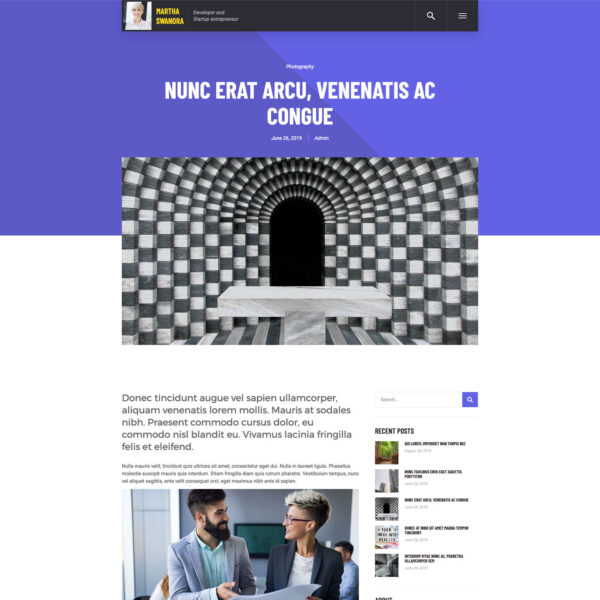 MARTHA
SWANDRA
Developer and
Startup entrepreneur
Photography
NUNC ERAT ARCU, VENENATIS AC
CONGUE
June 26, 2019
Admin
Donec tincidunt augue vel sapien ullamcorper,
aliquam venenatis lorem mollis. Mauris at sodales
nibh. Praesent commodo cursus dolor, eu
commodo nisl blandit eu. Vivamus lacinia fringilla
felis et eleifend.
Nulla mauris velit, tincidunt quis ultrices sit amet, consectetur eget dui. Nulla in laoreet ligula. Phasellus
molestie suscipit mauris quis interdum. Etiam fringilla diam quis rutrum pharetra. Vestibulum tempus, nunc
vel aliquet sagittis, ante velit consequat orci, eget maximus nibh ante id sapien.
Search...
RECENT POSTS
QUI LOREM, IMPERDIET NON TURPIS NEC
August 28, 2019
NUNC FAUCIBUS EROS EGET SAGITTIS
PORTTITOR
June 26, 2019
NUNC ERAT ARCU, VENENATIS AC CONGUE
June 26, 2019
DONEC AT NIBH SIT AMET MAGNA TEMPOR
TINCIDUNT
June 26, 2019
INTERDUM VITAE NUNC AC, PHARETRA
ULLAMCORPER SEM
June 26, 2019